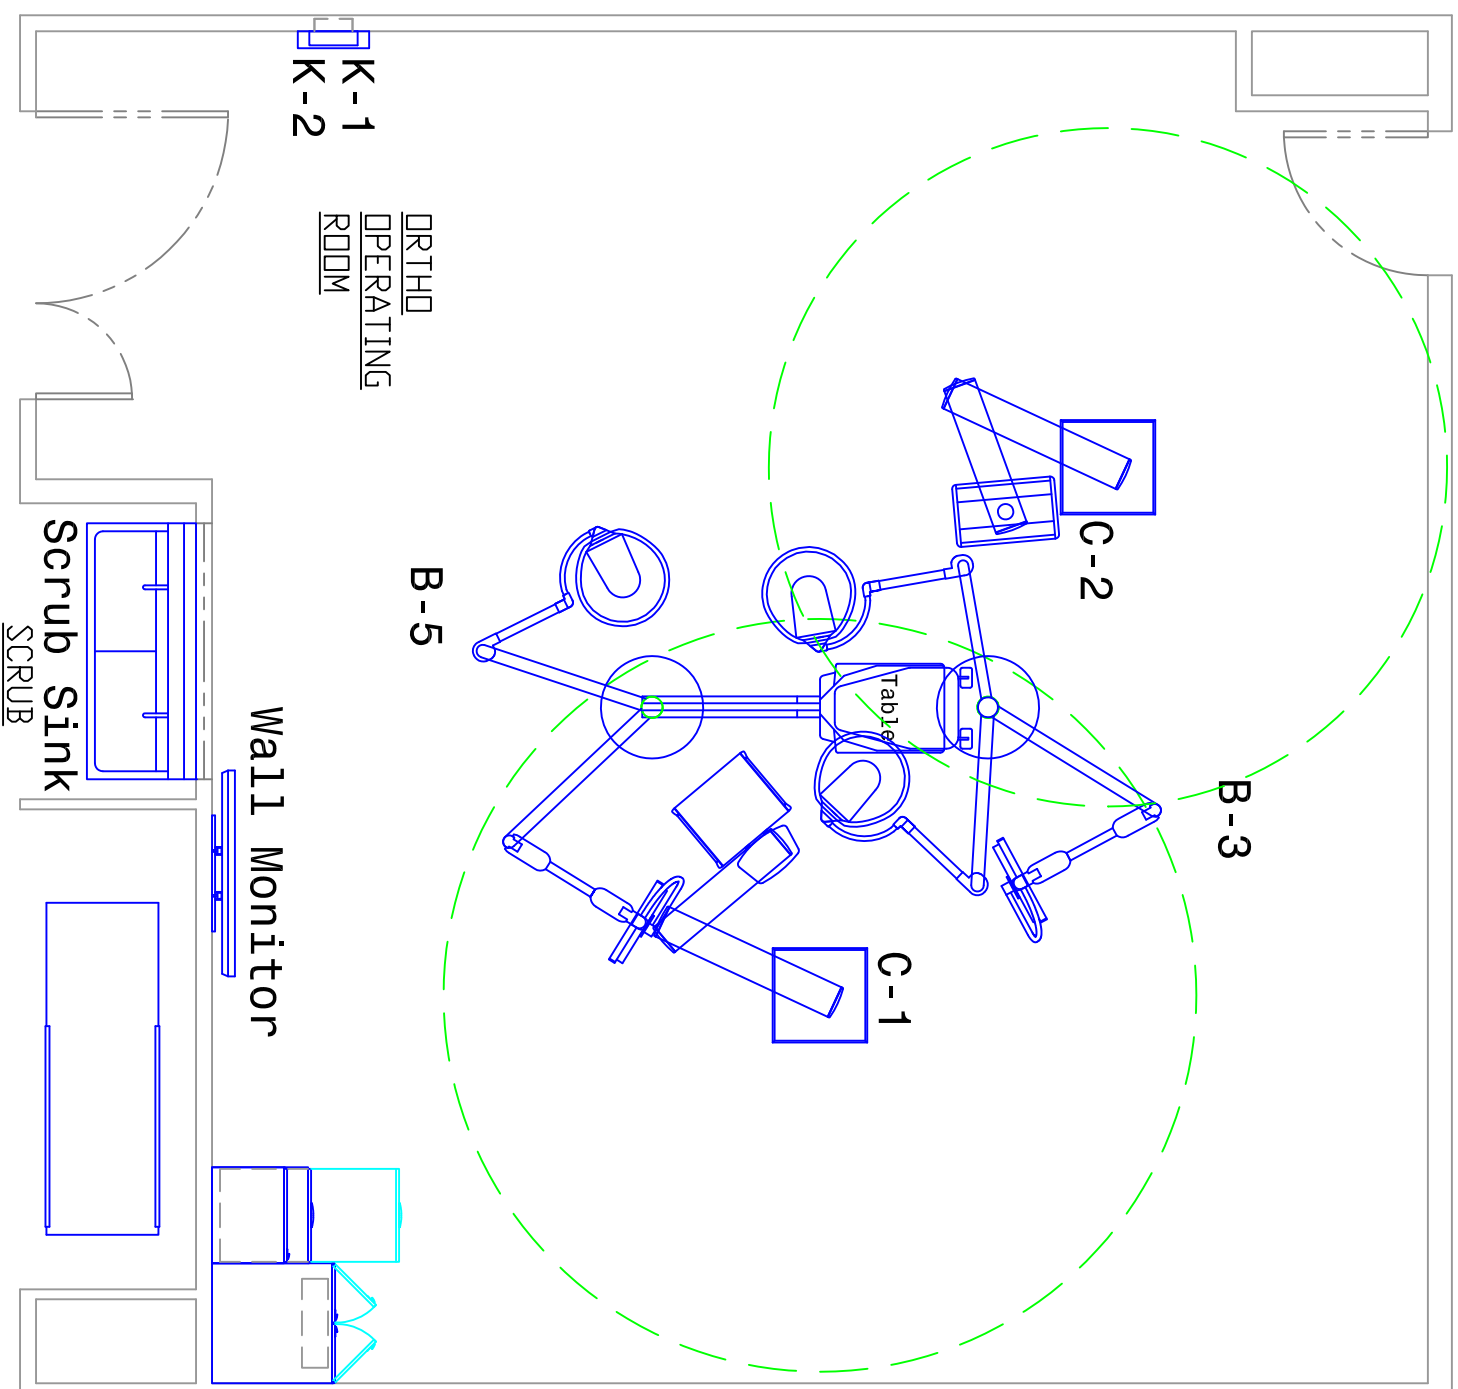 K-1
K-2
ORTHO
OPERATING
ROOM
C-2
B-5
Table
B-3
C-1
Scrub Sink
SCRUB
Wall Monitor